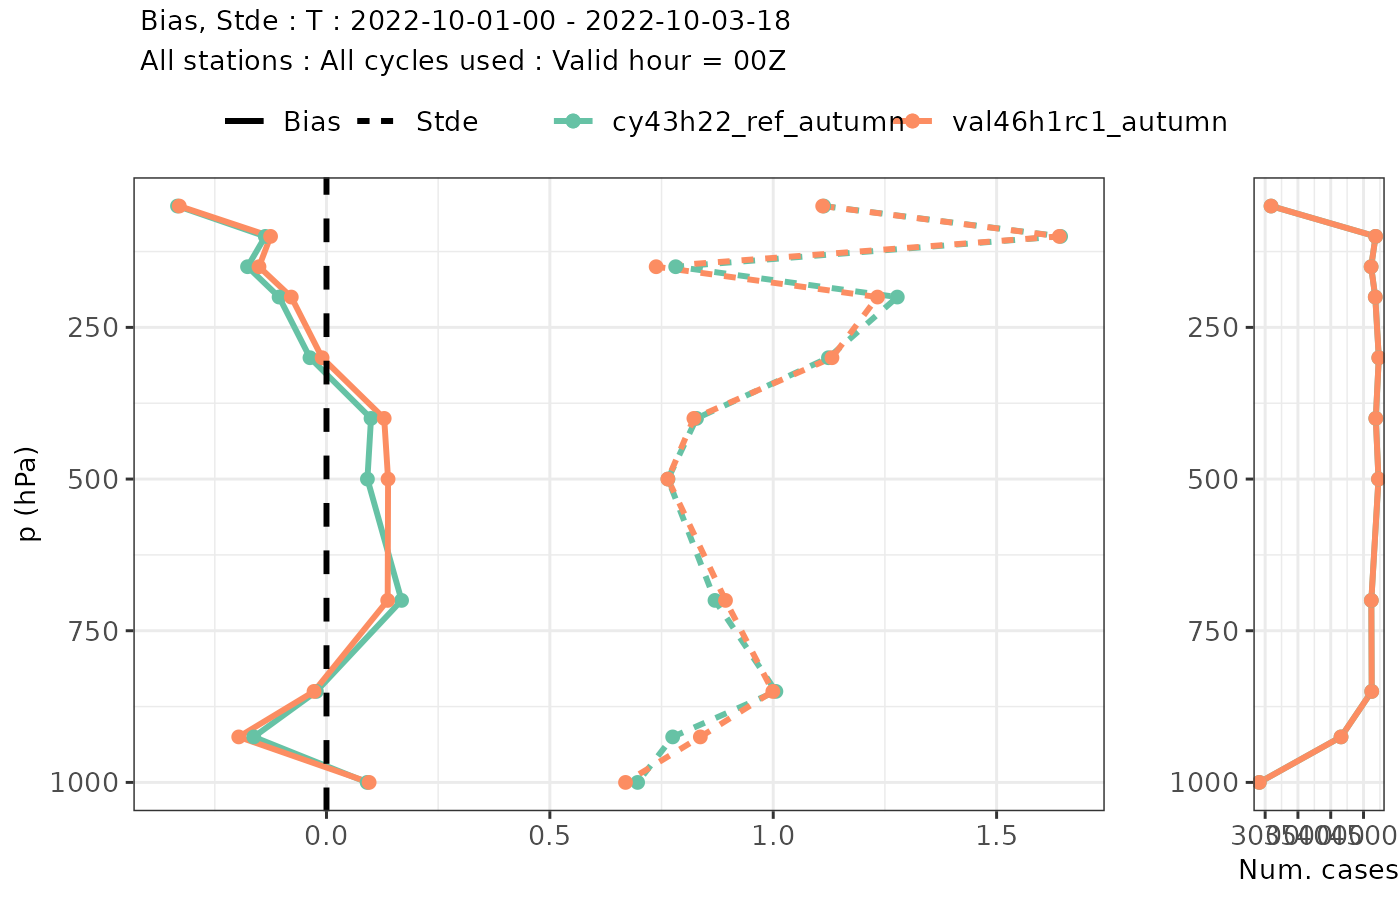 Bias, Stde : T : 2022-10-01-00 - 2022-10-03-18
All stations : All cycles used : Valid hour = 00Z
Bias Stde cy43h22_ref_autumn val46h1rc1_autumn
250
500
750
1000
p (hPa)
0.0 0.5 1.0 1.5
250
500
750
1000
Num. cases